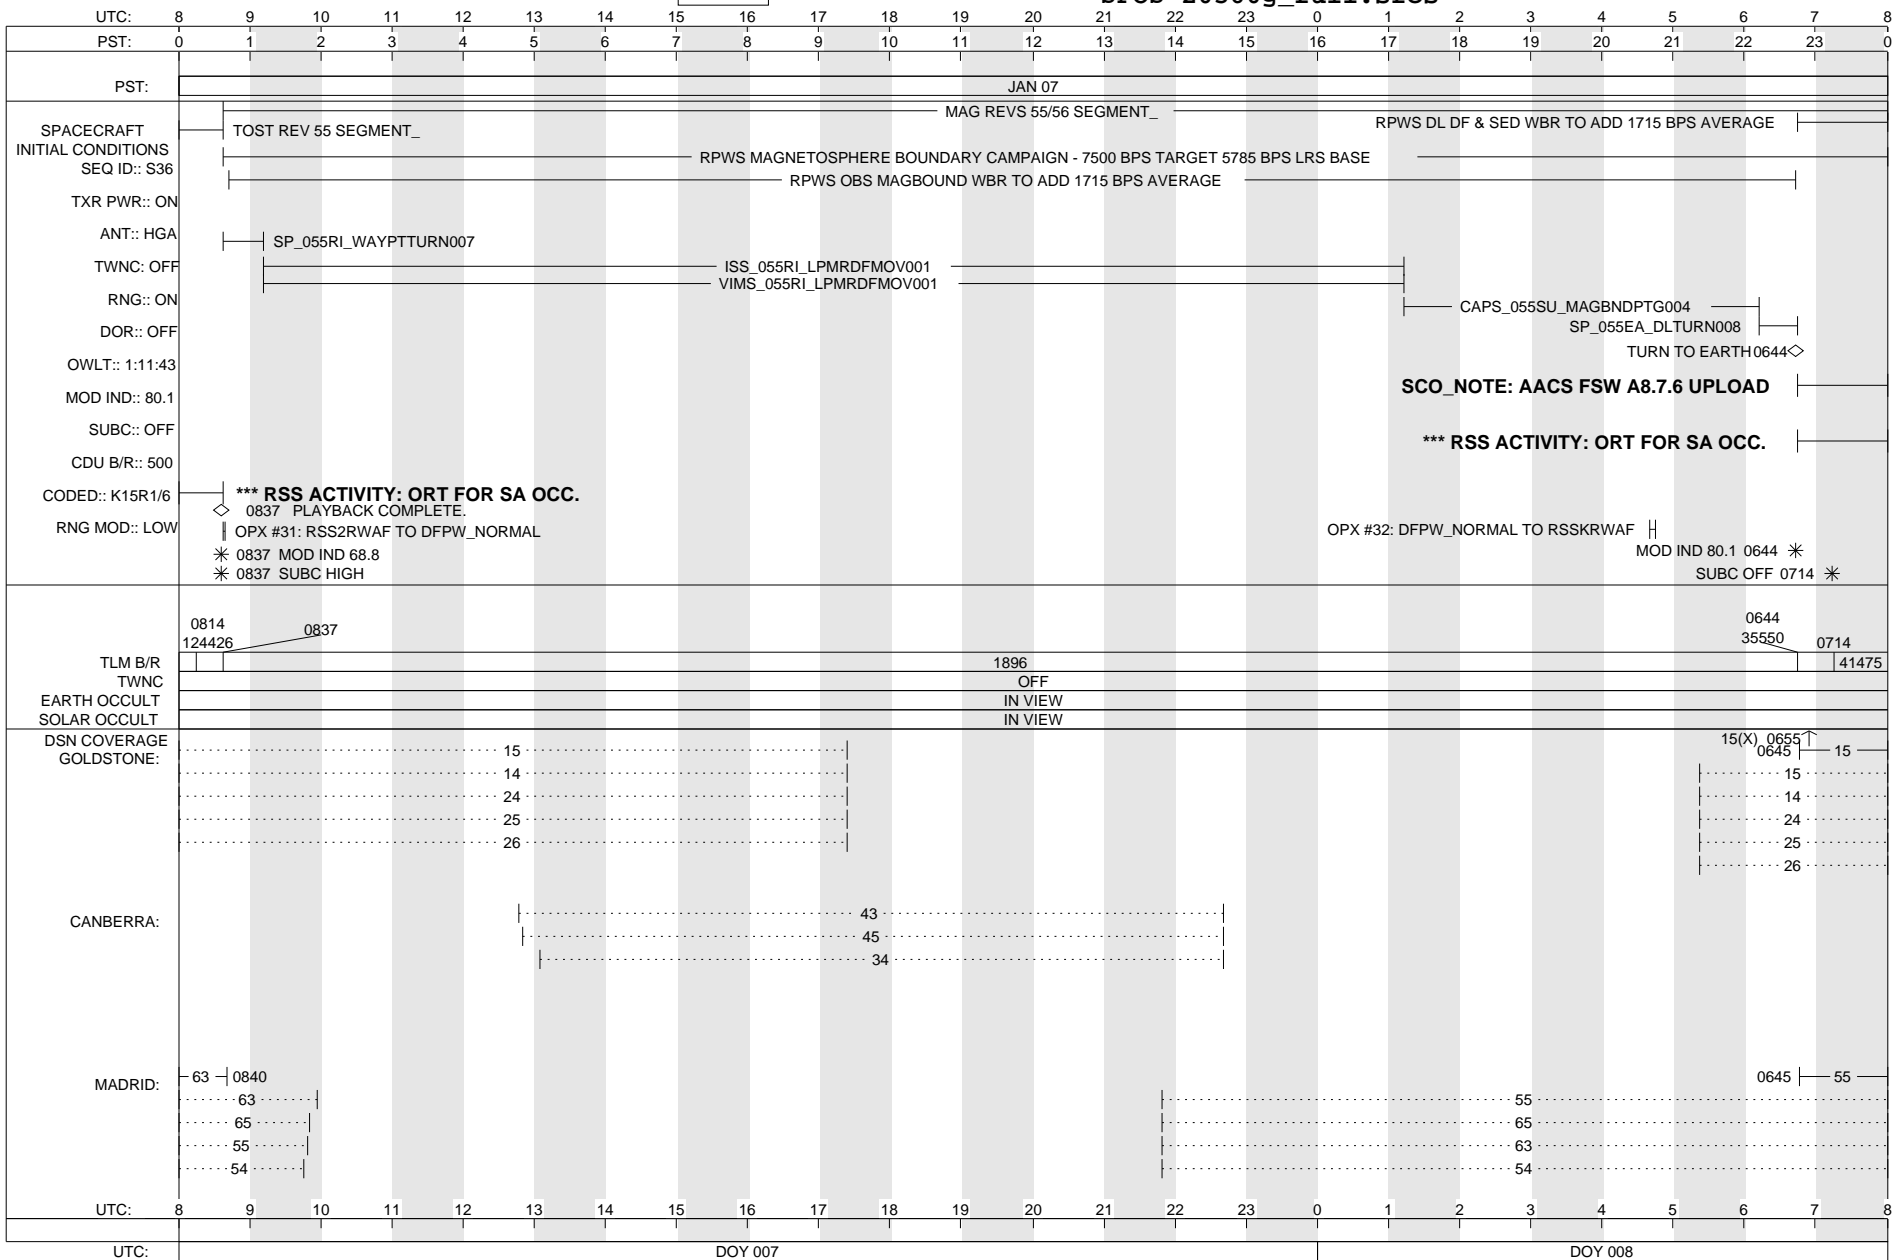 UTC: 8 9 10 11 12 13 14 15 16 17 18 19 20 21 22 23 0 1 2 3 4 5 6 7 8
PST: 0 1 2 3 4 5 6 7 8 9 10 11 12 13 14 15 16 17 18 19 20 21 22 23 0
PST: JAN 07
MAG REVS 55/56 SEGMENT_
RPWS DL DF & SED WBR TO ADD 1715 BPS AVERAGE
SPACECRAFT TOST REV 55 SEGMENT_
INITIAL CONDITIONS
RPWS MAGNETOSPHERE BOUNDARY CAMPAIGN - 7500 BPS TARGET 5785 BPS LRS BASE
SEQ ID:: S36
RPWS OBS MAGBOUND WBR TO ADD 1715 BPS AVERAGE
TXR PWR:: ON
ANT:: HGA
SP_055RI_WAYPTTURN007
TWNC: OFF
ISS_055RI_LPMRDFMOV001
VIMS_055RI_LPMRDFMOV001
RNG:: ON
CAPS_055SU_MAGBNDPTG004
SP_055EA_DLTURN008
DOR:: OFF
TURN TO EARTH 0644
OWLT:: 1:11:43
SCO_NOTE: AACS FSW A8.7.6 UPLOAD
MOD IND:: 80.1
SUBC:: OFF
*** RSS ACTIVITY: ORT FOR SA OCC.
CDU B/R:: 500
CODED:: K15R1/6 *** RSS ACTIVITY: ORT FOR SA OCC.
0837 PLAYBACK COMPLETE.
RNG MOD:: LOW OPX #31: RSS2RWAF TO DFPW_NORMAL OPX #32: DFPW_NORMAL TO RSSKRWAF
0837 MOD IND 68.8 MOD IND 80.1 0644
0837 SUBC HIGH SUBC OFF 0714
0814 0837 0644
124426 35550 0714
TLM B/R 1896 41475
TWNC OFF
EARTH OCCULT IN VIEW
SOLAR OCCULT IN VIEW
DSN COVERAGE 15(X) 0655
GOLDSTONE: 15 0645 15
14 15
24 14
25 24
26 25
26
CANBERRA: 43
45
34
MADRID: 63 0840 0645 55
63 55
65 65
55 63
54 54
UTC: 8 9 10 11 12 13 14 15 16 17 18 19 20 21 22 23 0 1 2 3 4 5 6 7 8
UTC: DOY 007 DOY 008